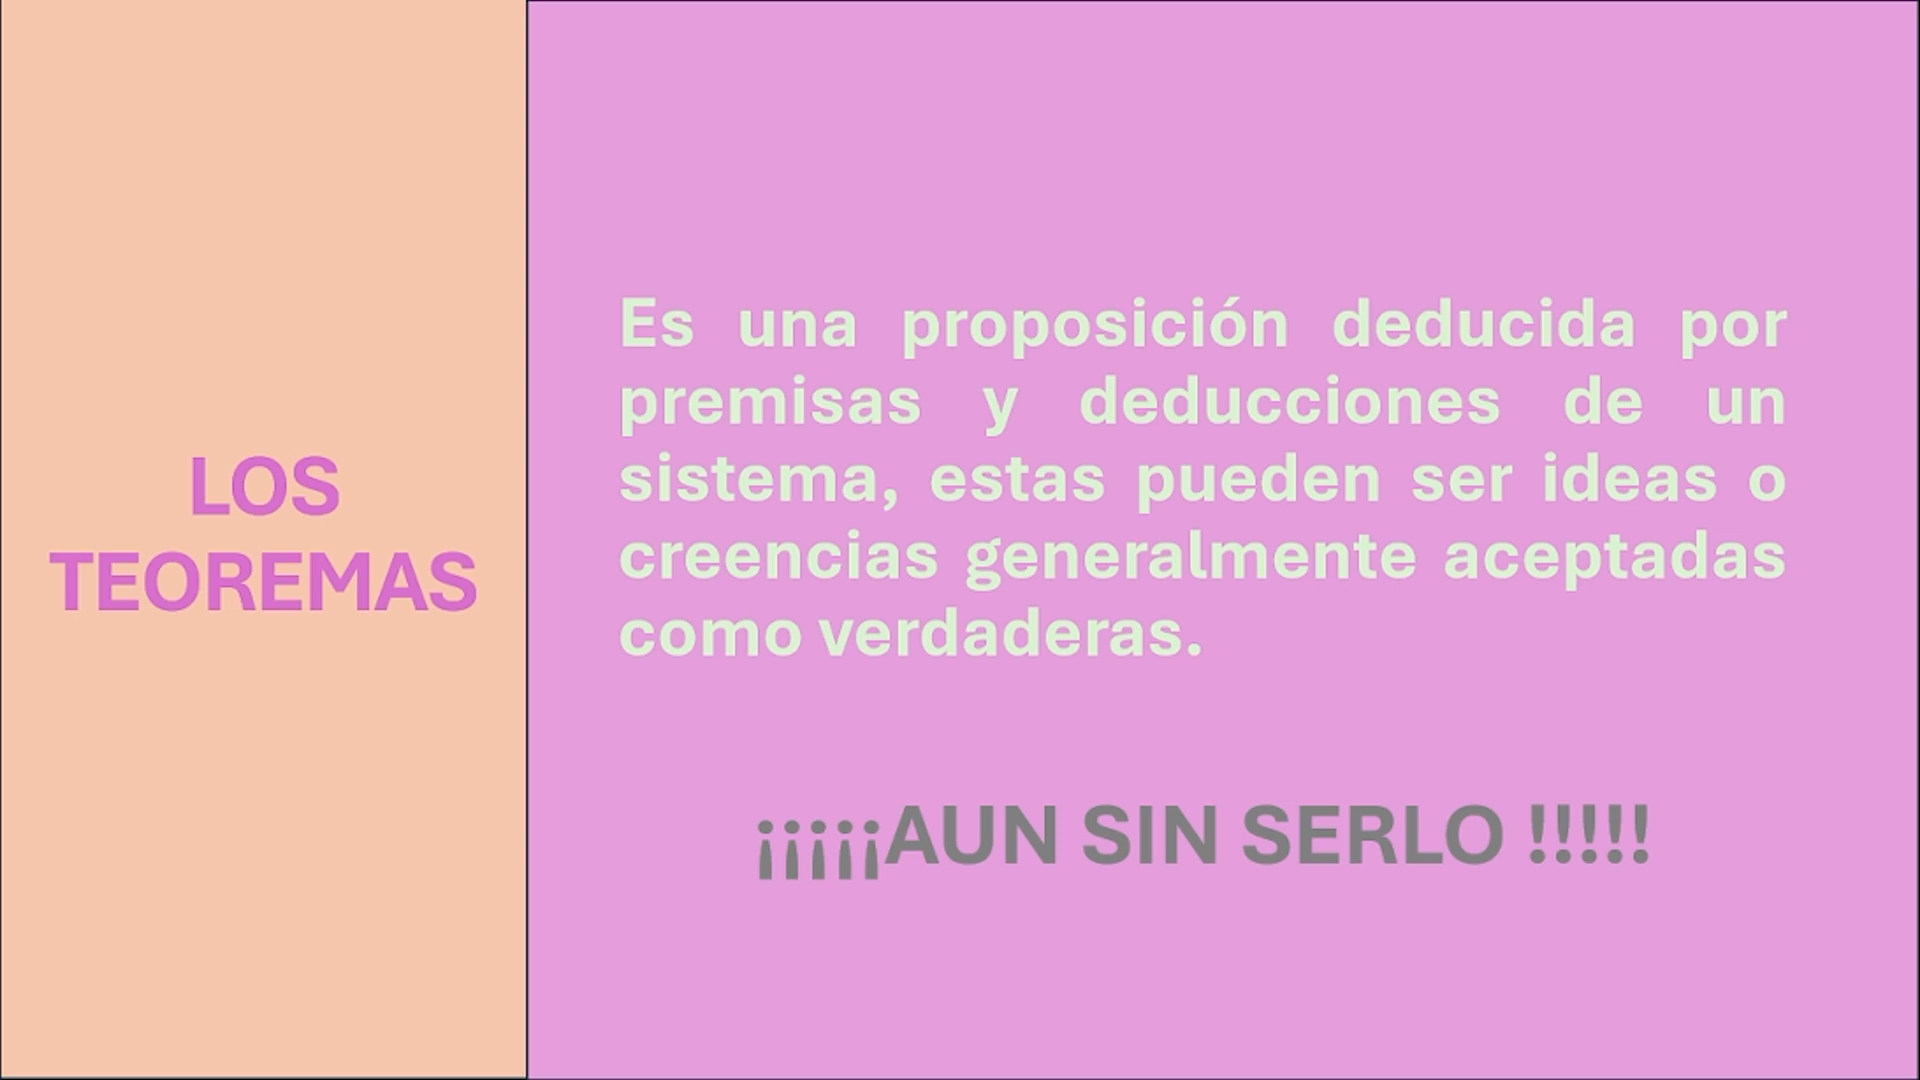 LOS
TEOREMAS
Es una proposición deducida por
premisas y deducciones de un
sistema, estas pueden ser ideas o
creencias generalmente aceptadas
como verdaderas.
¡¡¡¡¡AUN SIN SERLO !!!!!